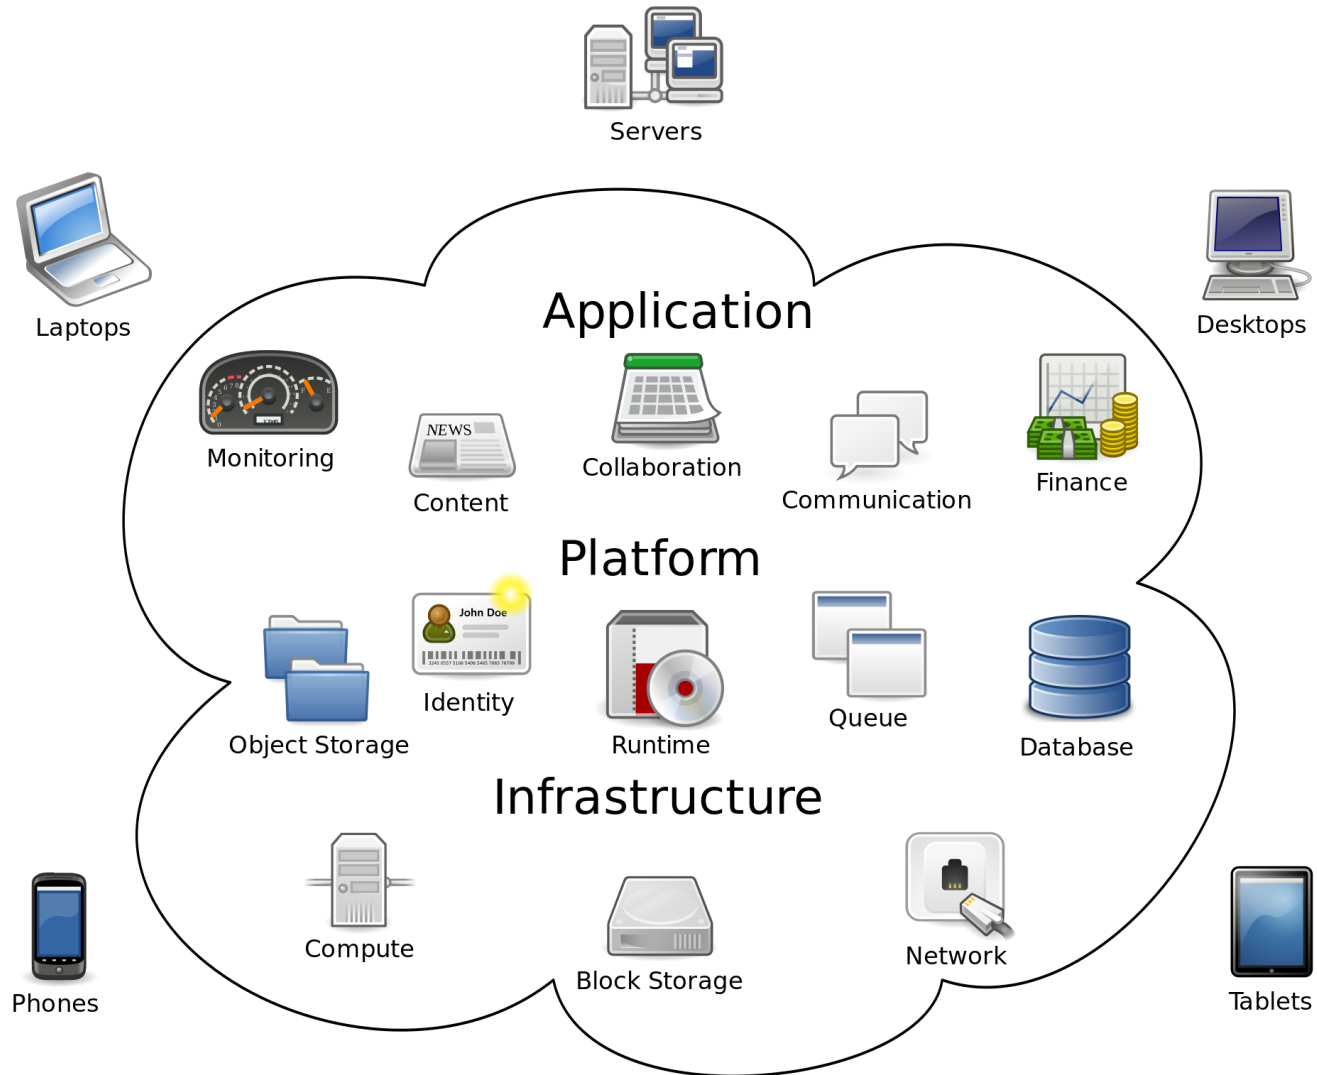 Servers
Laptops
Desktops
Application
Monitoring
NEWS
Content
Collaboration
Communication
Finance
Platform
John Doe
Identity
Object Storage
Runtime
Queue
Database
Infrastructure
Compute
Block Storage
Network
Phones
Tablets